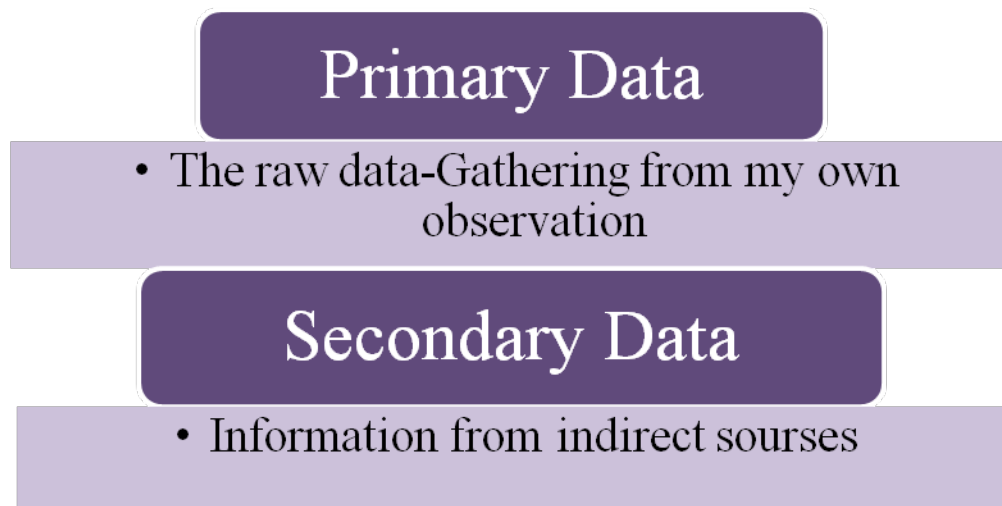 Primary Data
• The raw data-Gathering from my own
observation
Secondary Data
• Information from indirect sourses